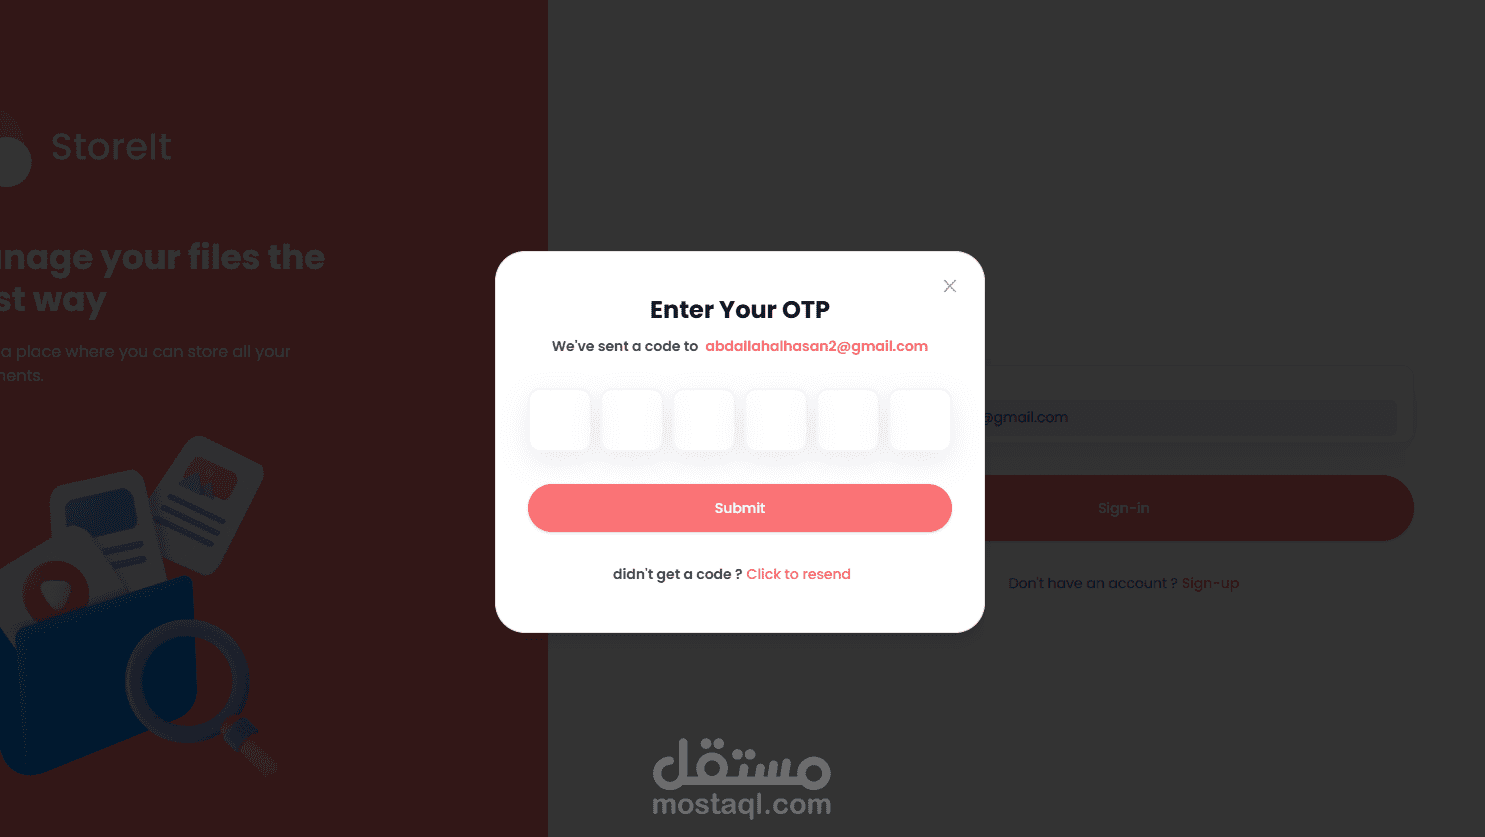 StoreIt
nage your files the
st way
a place where you can store all your
ments.
Enter Your OTP
We've sent a code to abdallahalhasan2@gmail.com
Submit
didn't get a code ? Click to resend
@gmail.com
Sign-in
Don't have an account ? Sign-up
مستقل
mostaql.com